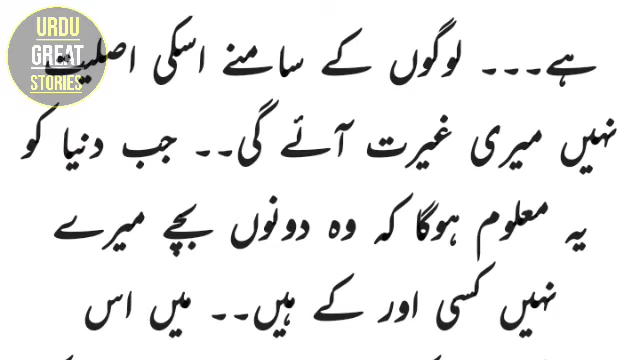 URDU
GREAT
STORIES
ہے۔۔۔ لوگوں کے سامنے اسکی اصلیت
نہیں میری غیرت آئے گی۔۔ جب دنیا کو
یہ معلوم ہوگا کہ وہ دونوں بچے میرے
نہیں کسی اور کے ہیں۔۔ میں اس